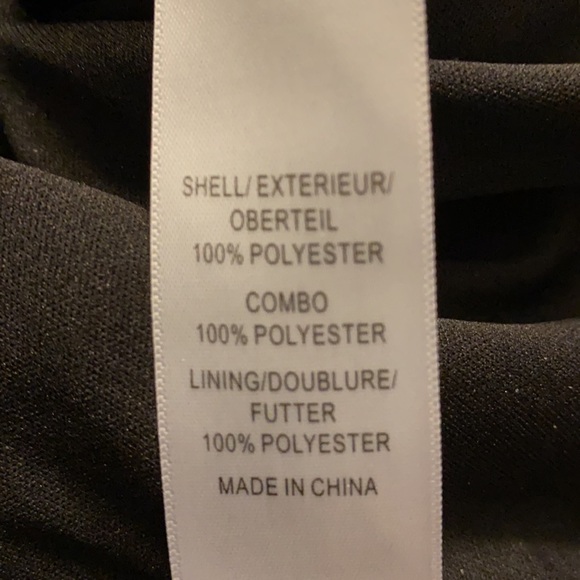 SHELL/EXTERIEUR/
OBERTEIL
100% POLYESTER
COMBO
100% POLYESTER
LINING/DOUBLURE/
FUTTER
100% POLYESTER
MADE IN CHINA